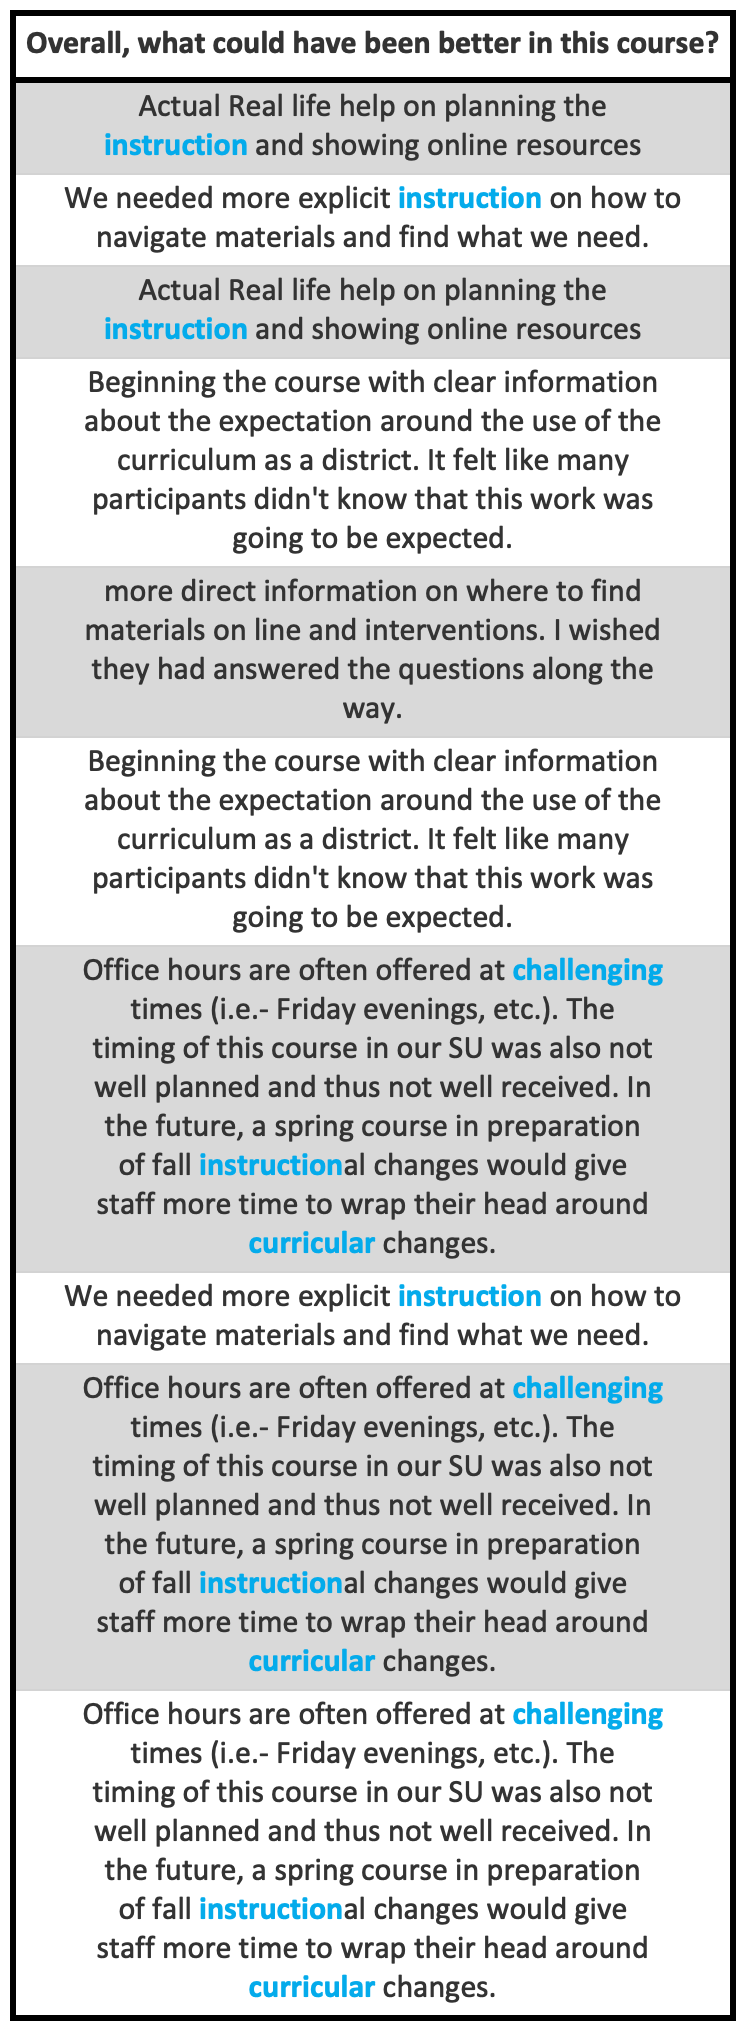 Overall, what could have been better in this course?
Actual Real life help on planning the
instruction and showing online resources
We needed more explicit instruction on how to
navigate materials and find what we need.
Actual Real life help on planning the
instruction and showing online resources
Beginning the course with clear information
about the expectation around the use of the
curriculum as a district. It felt like many
participants didn't know that this work was
going to be expected.
more direct information on where to find
materials on line and interventions. I wished
they had answered the questions along the
way.
Beginning the course with clear information
about the expectation around the use of the
curriculum as a district. It felt like many
participants didn't know that this work was
going to be expected.
Office hours are often offered at challenging
times (i.e.- Friday evenings, etc.). The
timing of this course in our SU was also not
well planned and thus not well received. In
the future, a spring course in preparation
of fall instructional changes would give
staff more time to wrap their head around
curricular changes.
We needed more explicit instruction on how to
navigate materials and find what we need.
Office hours are often offered at challenging
times (i.e.- Friday evenings, etc.). The
timing of this course in our SU was also not
well planned and thus not well received. In
the future, a spring course in preparation
of fall instructional changes would give
staff more time to wrap their head around
curricular changes.
Office hours are often offered at challenging
times (i.e.- Friday evenings, etc.). The
timing of this course in our SU was also not
well planned and thus not well received. In
the future, a spring course in preparation
of fall instructional changes would give
staff more time to wrap their head around
curricular changes.